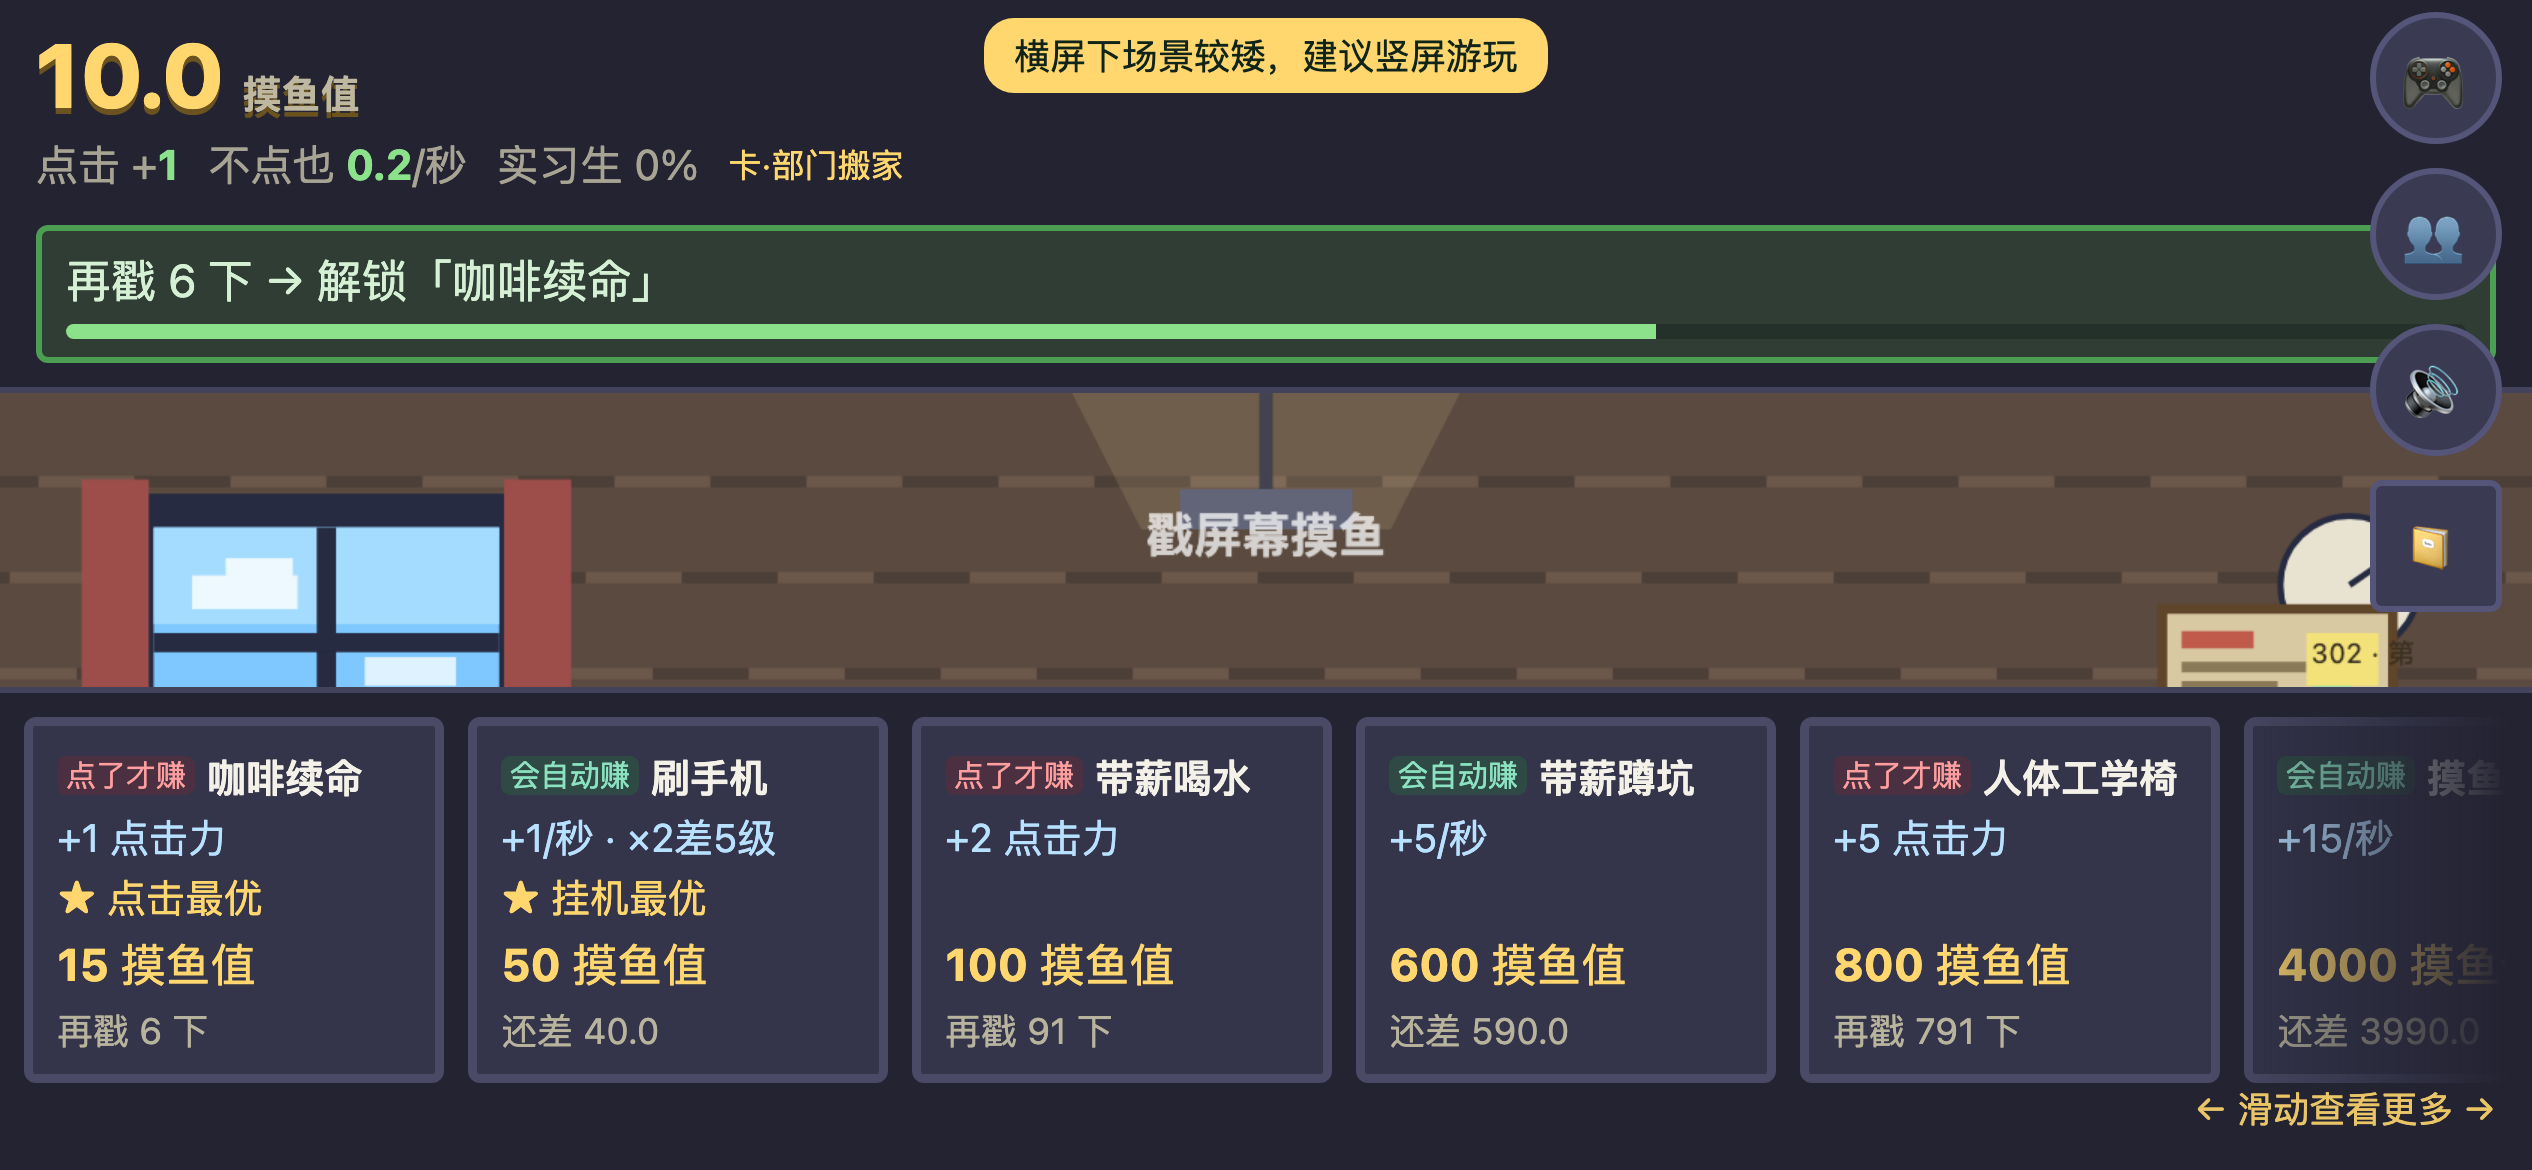 10.0 摸鱼值
横屏下场景较矮，建议竖屏游玩
点击 +1 不点也 0.2/秒 实习生 0% 卡·部门搬家
再戳 6 下 → 解锁「咖啡续命」
戳屏幕摸鱼
302 · 第
点了才赚 咖啡续命
+1 点击力
★ 点击最优
15 摸鱼值
再戳 6 下
会自动赚 刷手机
+1/秒 · ×2差5级
★ 挂机最优
50 摸鱼值
还差 40.0
点了才赚 带薪喝水
+2 点击力
100 摸鱼值
再戳 91 下
会自动赚 带薪蹲坑
+5/秒
600 摸鱼值
还差 590.0
点了才赚 人体工学椅
+5 点击力
800 摸鱼值
再戳 791 下
会自动赚 摸鱼
+15/秒
4000 摸鱼
还差 3990.0
← 滑动查看更多 →